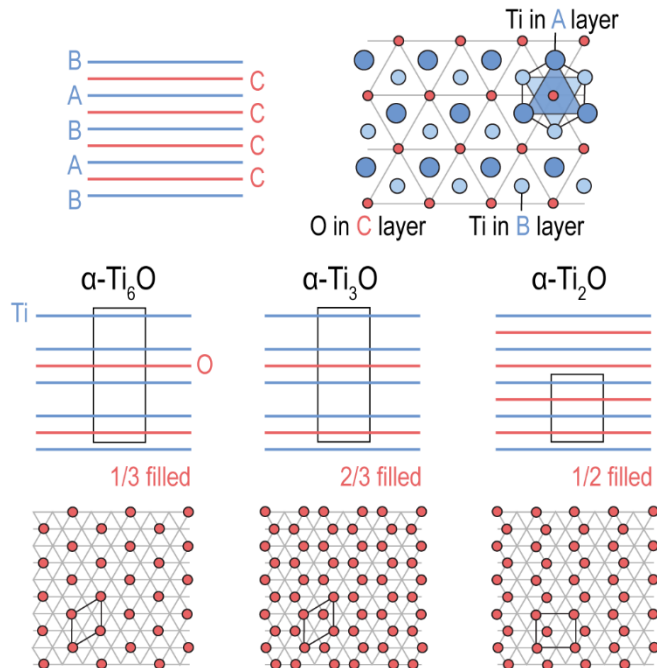 Ti in A layer
B
C
A
C
B
C
A
C
B
O in C layer
Ti in B layer
α-Ti₆O
α-Ti₃O
α-Ti₂O
Ti
O
1/3 filled
2/3 filled
1/2 filled